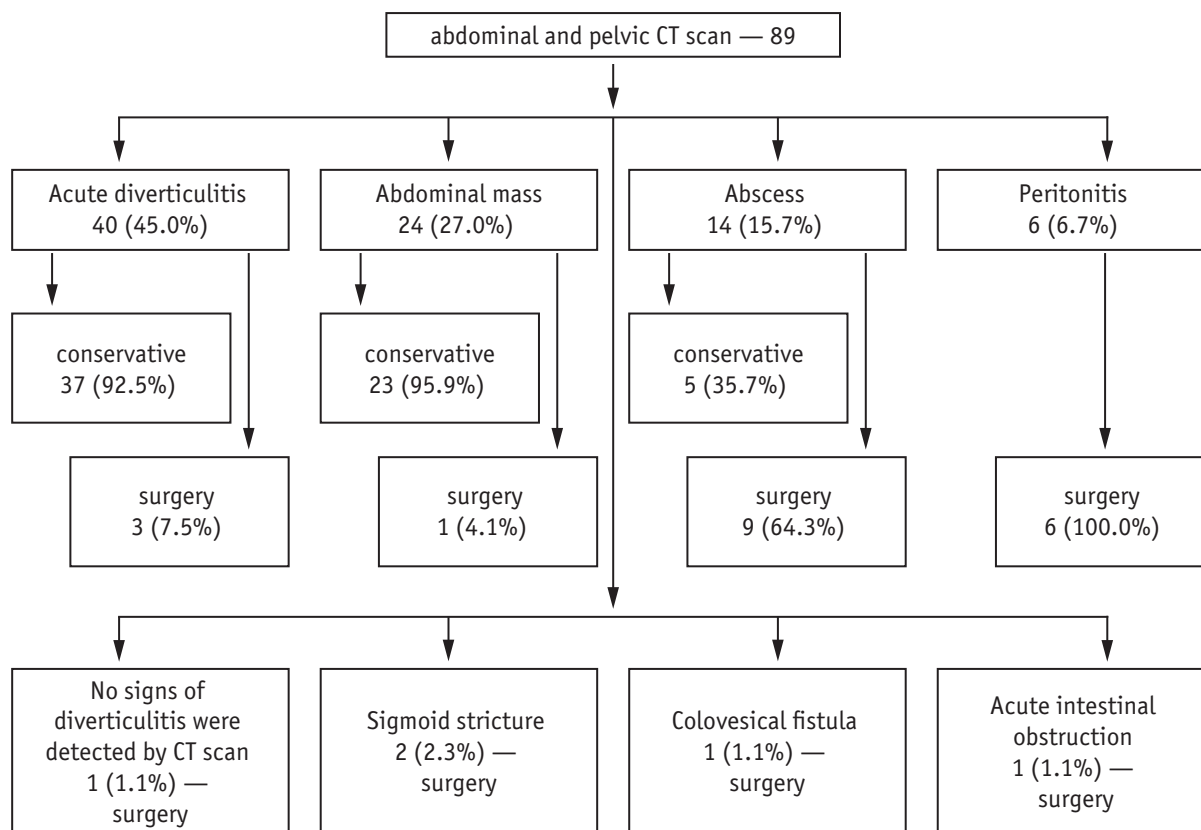 abdominal and pelvic CT scan — 89
Acute diverticulitis
40 (45.0%)
Abdominal mass
24 (27.0%)
Abscess
14 (15.7%)
Peritonitis
6 (6.7%)
conservative
37 (92.5%)
conservative
23 (95.9%)
conservative
5 (35.7%)
surgery
3 (7.5%)
surgery
1 (4.1%)
surgery
9 (64.3%)
surgery
6 (100.0%)
No signs of
diverticulitis were
detected by CT scan
1 (1.1%) —
surgery
Sigmoid stricture
2 (2.3%) —
surgery
Colovesical fistula
1 (1.1%) —
surgery
Acute intestinal
obstruction
1 (1.1%) —
surgery